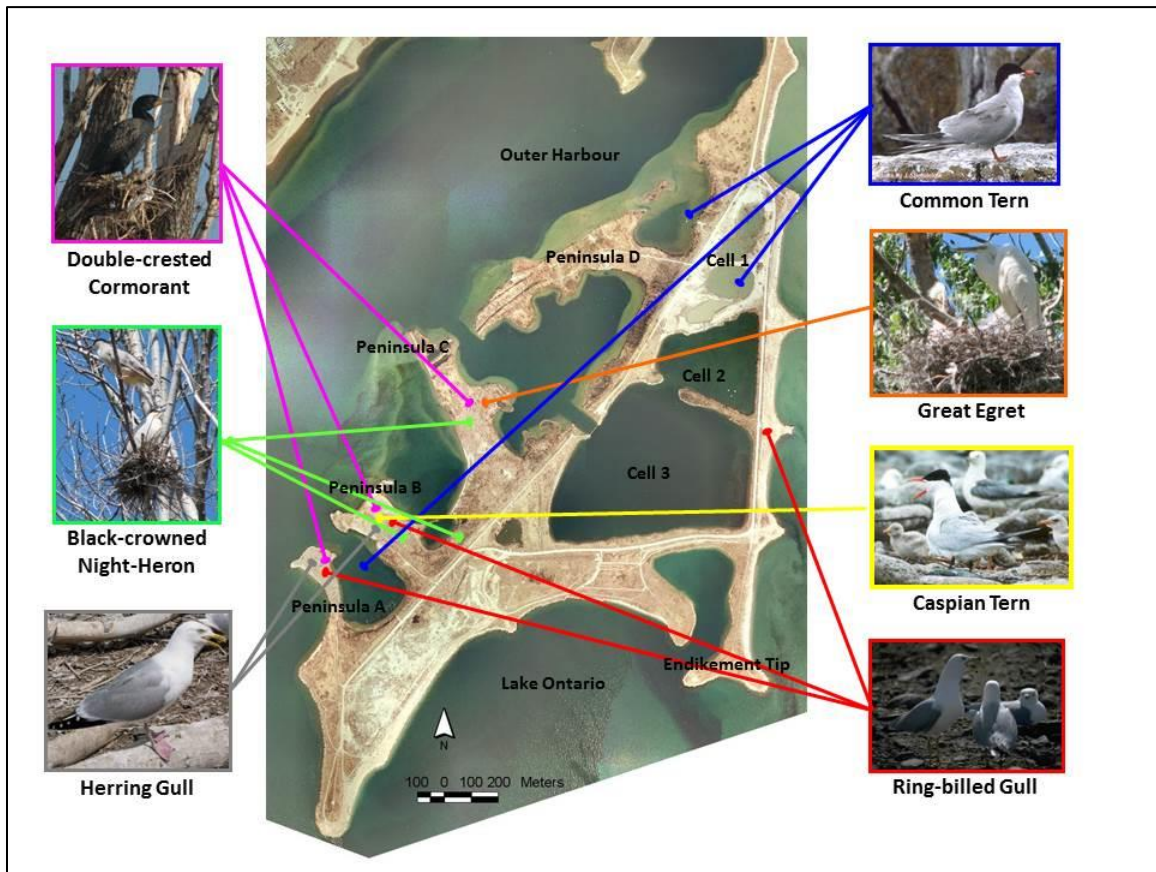 Double-crested
Cormorant
Black-crowned
Night-Heron
Herring Gull
Outer Harbour
Peninsula D
Cell 1
Peninsula C
Cell 2
Cell 3
Peninsula B
Peninsula A
Endikement Tip
Lake Ontario
N
100 0 100 200 Meters
Common Tern
Great Egret
Caspian Tern
Ring-billed Gull